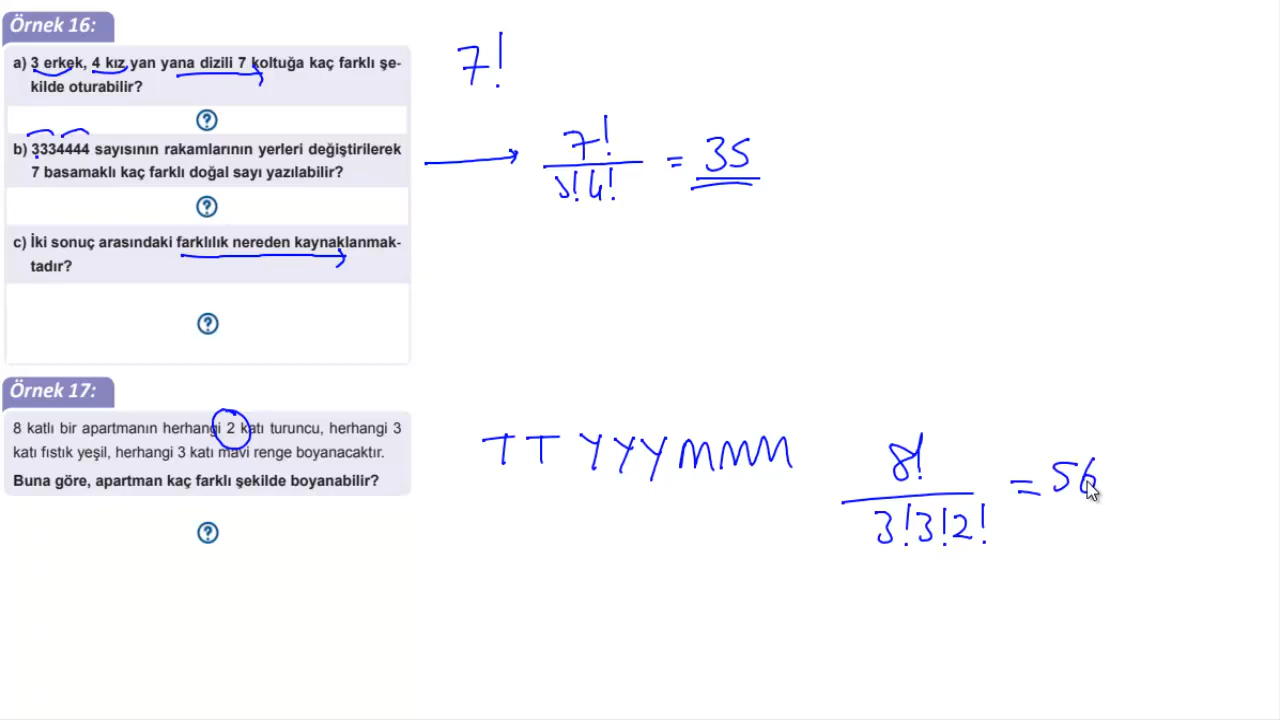 Örnek 16:
a) 3 erkek, 4 kız yan yana dizili 7 koltuğa kaç farklı şe-
kilde oturabilir?
7!
b) 3334444 sayısının rakamlarının yerleri değiştirilerek
7 basamaklı kaç farklı doğal sayı yazılabilir?
7!
3!4!
= 35
c) İki sonuç arasındaki farklılık nereden kaynaklanmak-
tadır?
Örnek 17:
8 katlı bir apartmanın herhangi 2 katı turuncu, herhangi 3
katı fıstık yeşil, herhangi 3 katı mavi renge boyanacaktır.
Buna göre, apartman kaç farklı şekilde boyanabilir?
T T Y Y Y M M M
8!
3!3!2!
= 56